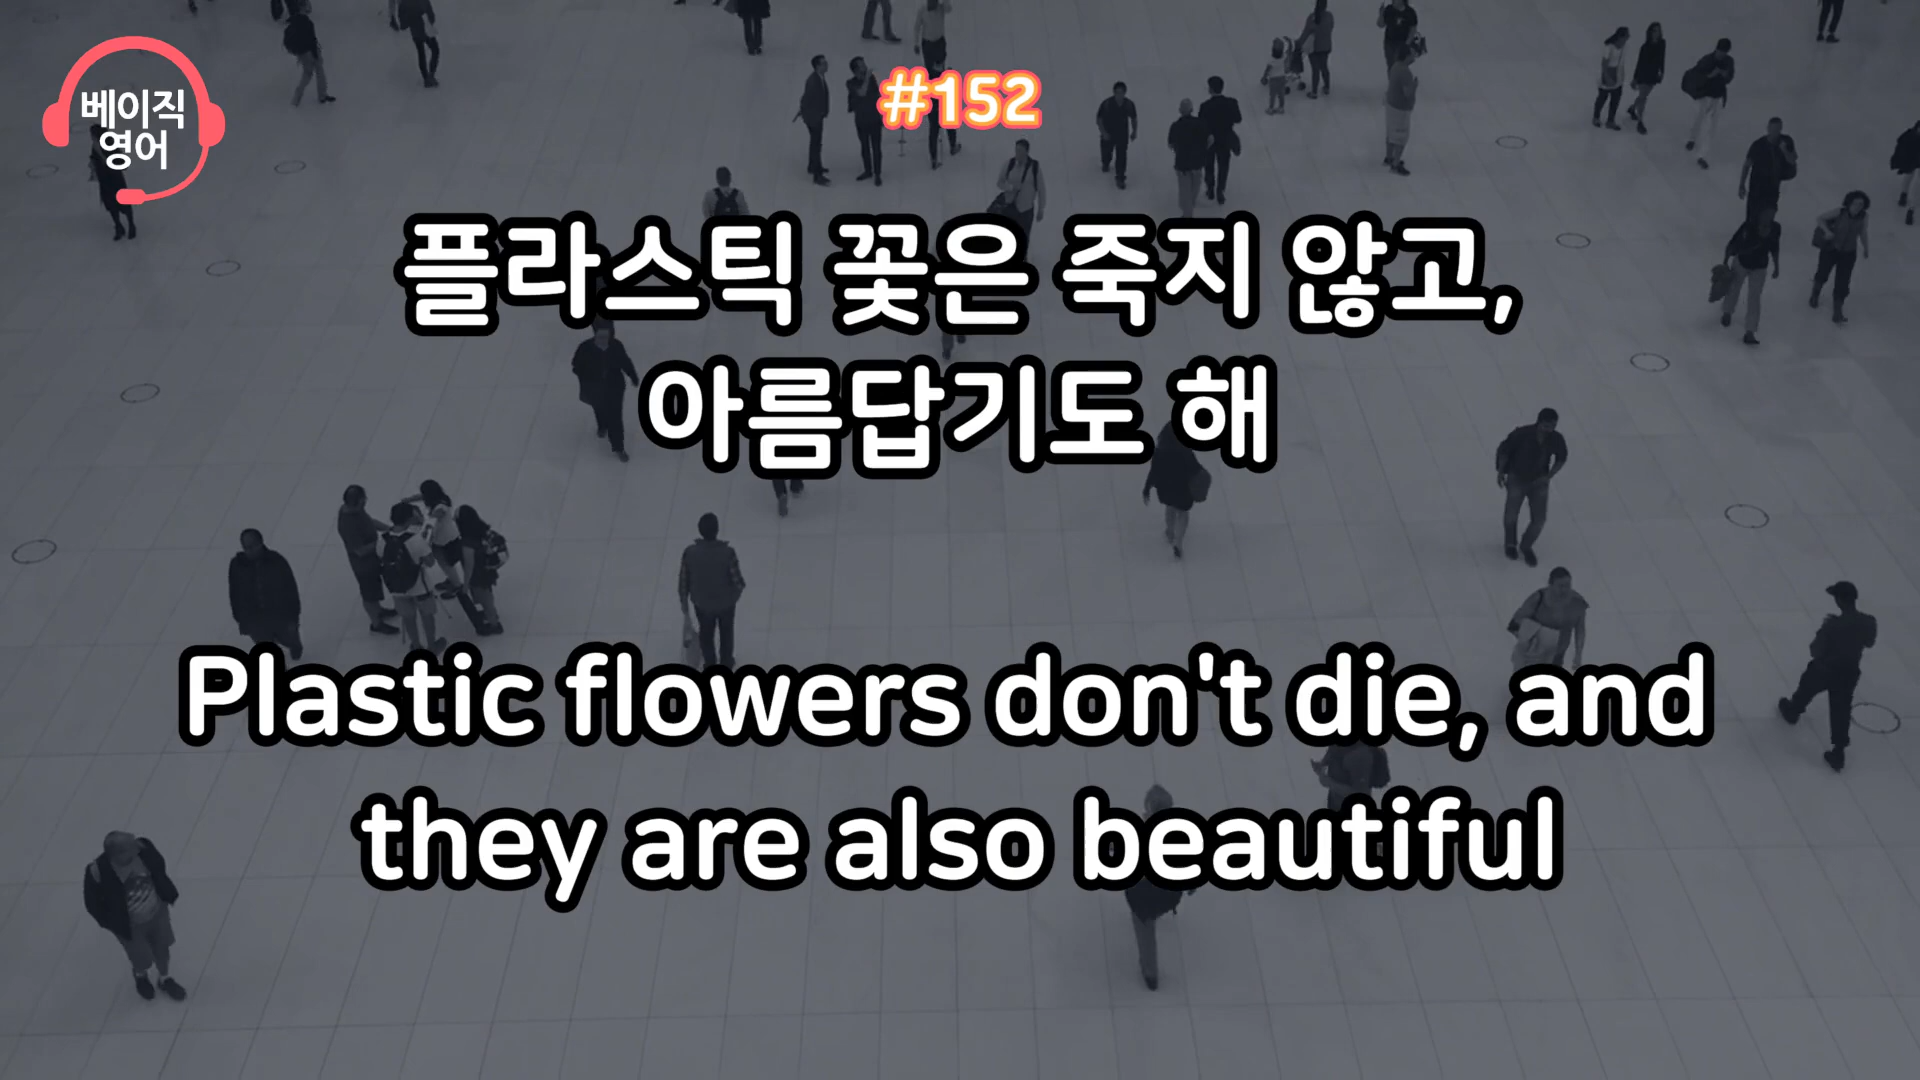 베이직
영어
#152
플라스틱 꽃은 죽지 않고,
아름답기도 해
Plastic flowers don't die, and
they are also beautiful